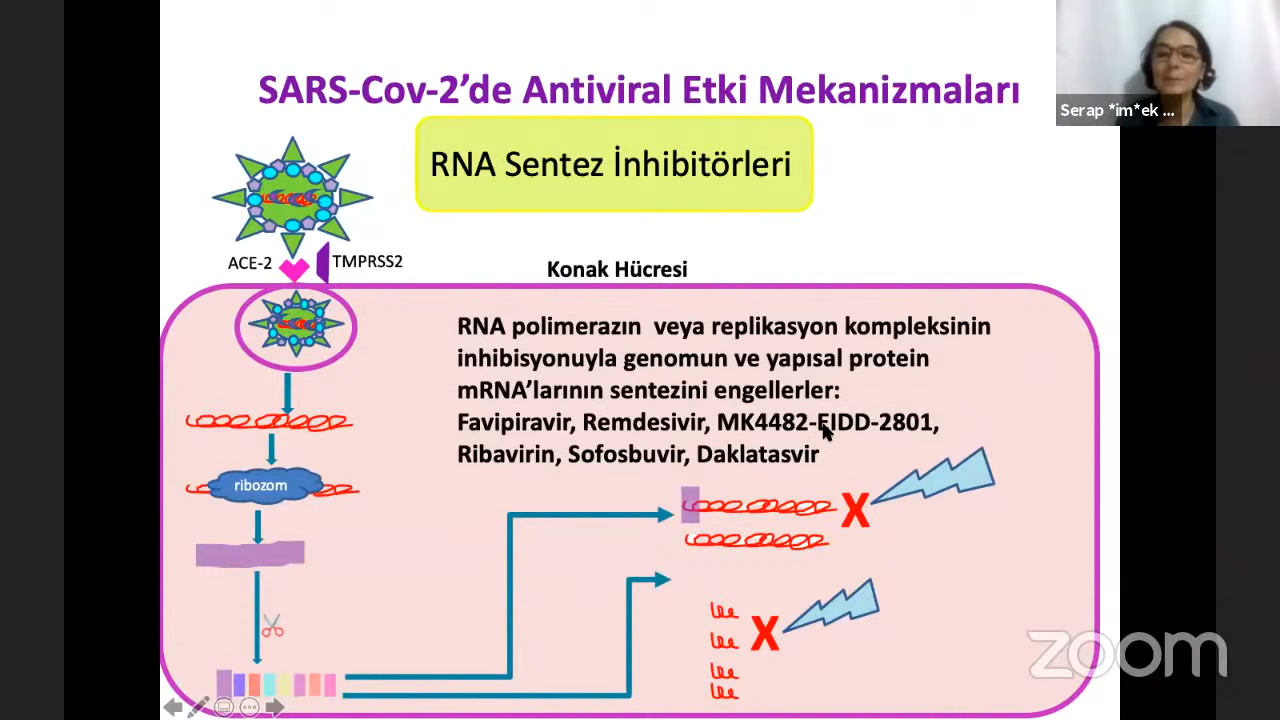 SARS-Cov-2’de Antiviral Etki Mekanizmaları
Serap *im*ek ...
RNA Sentez İnhibitörleri
ACE-2
TMPRSS2
Konak Hücresi
RNA polimerazın veya replikasyon kompleksinin
inhibisyonuyla genomun ve yapısal protein
mRNA’larının sentezini engellerler:
Favipiravir, Remdesivir, MK4482-EIDD-2801,
Ribavirin, Sofosbuvir, Daklatasvir
ribozom
X
X
zoom